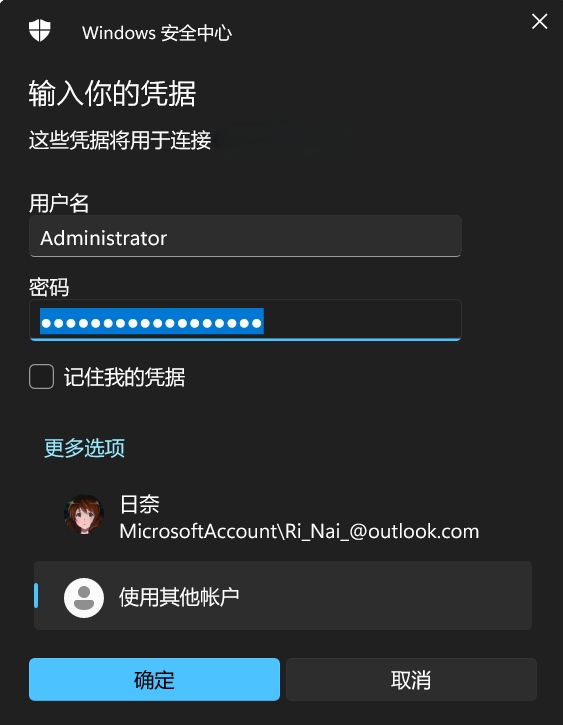 Windows 安全中心
输入你的凭据
这些凭据将用于连接
用户名
Administrator
密码
••••••••••••••••••
记住我的凭据
更多选项
日奈
MicrosoftAccount\Ri_Nai_@outlook.com
使用其他帐户
确定
取消